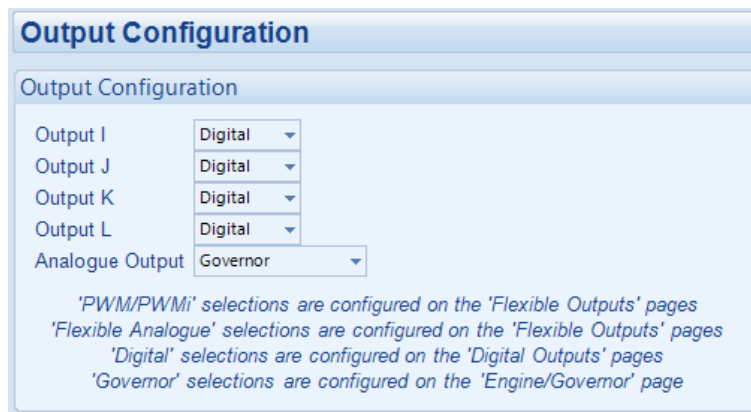 Output Configuration
Output Configuration
Output I Digital
Output J Digital
Output K Digital
Output L Digital
Analogue Output Governor
'PWM/PWMi' selections are configured on the 'Flexible Outputs' pages
'Flexible Analogue' selections are configured on the 'Flexible Outputs' pages
'Digital' selections are configured on the 'Digital Outputs' pages
'Governor' selections are configured on the 'Engine/Governor' page